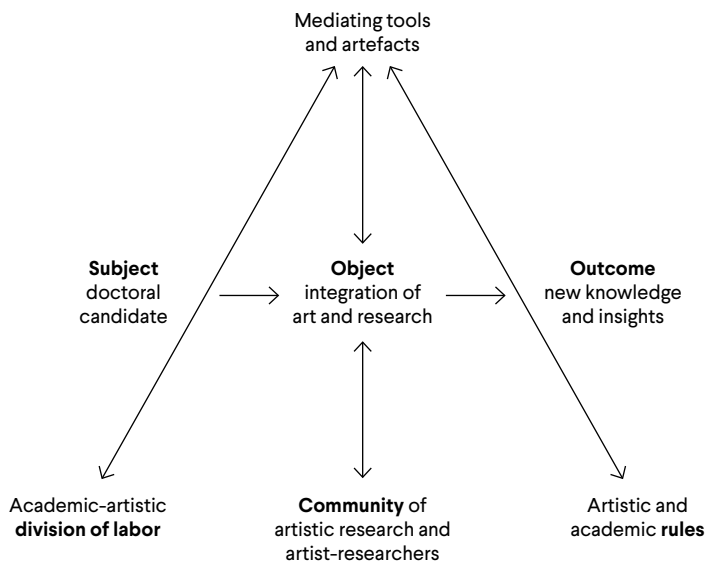 Mediating tools
and artefacts
Subject
doctoral
candidate
Object
integration of
art and research
Outcome
new knowledge
and insights
Academic-artistic
division of labor
Community of
artistic research and
artist-researchers
Artistic and
academic rules